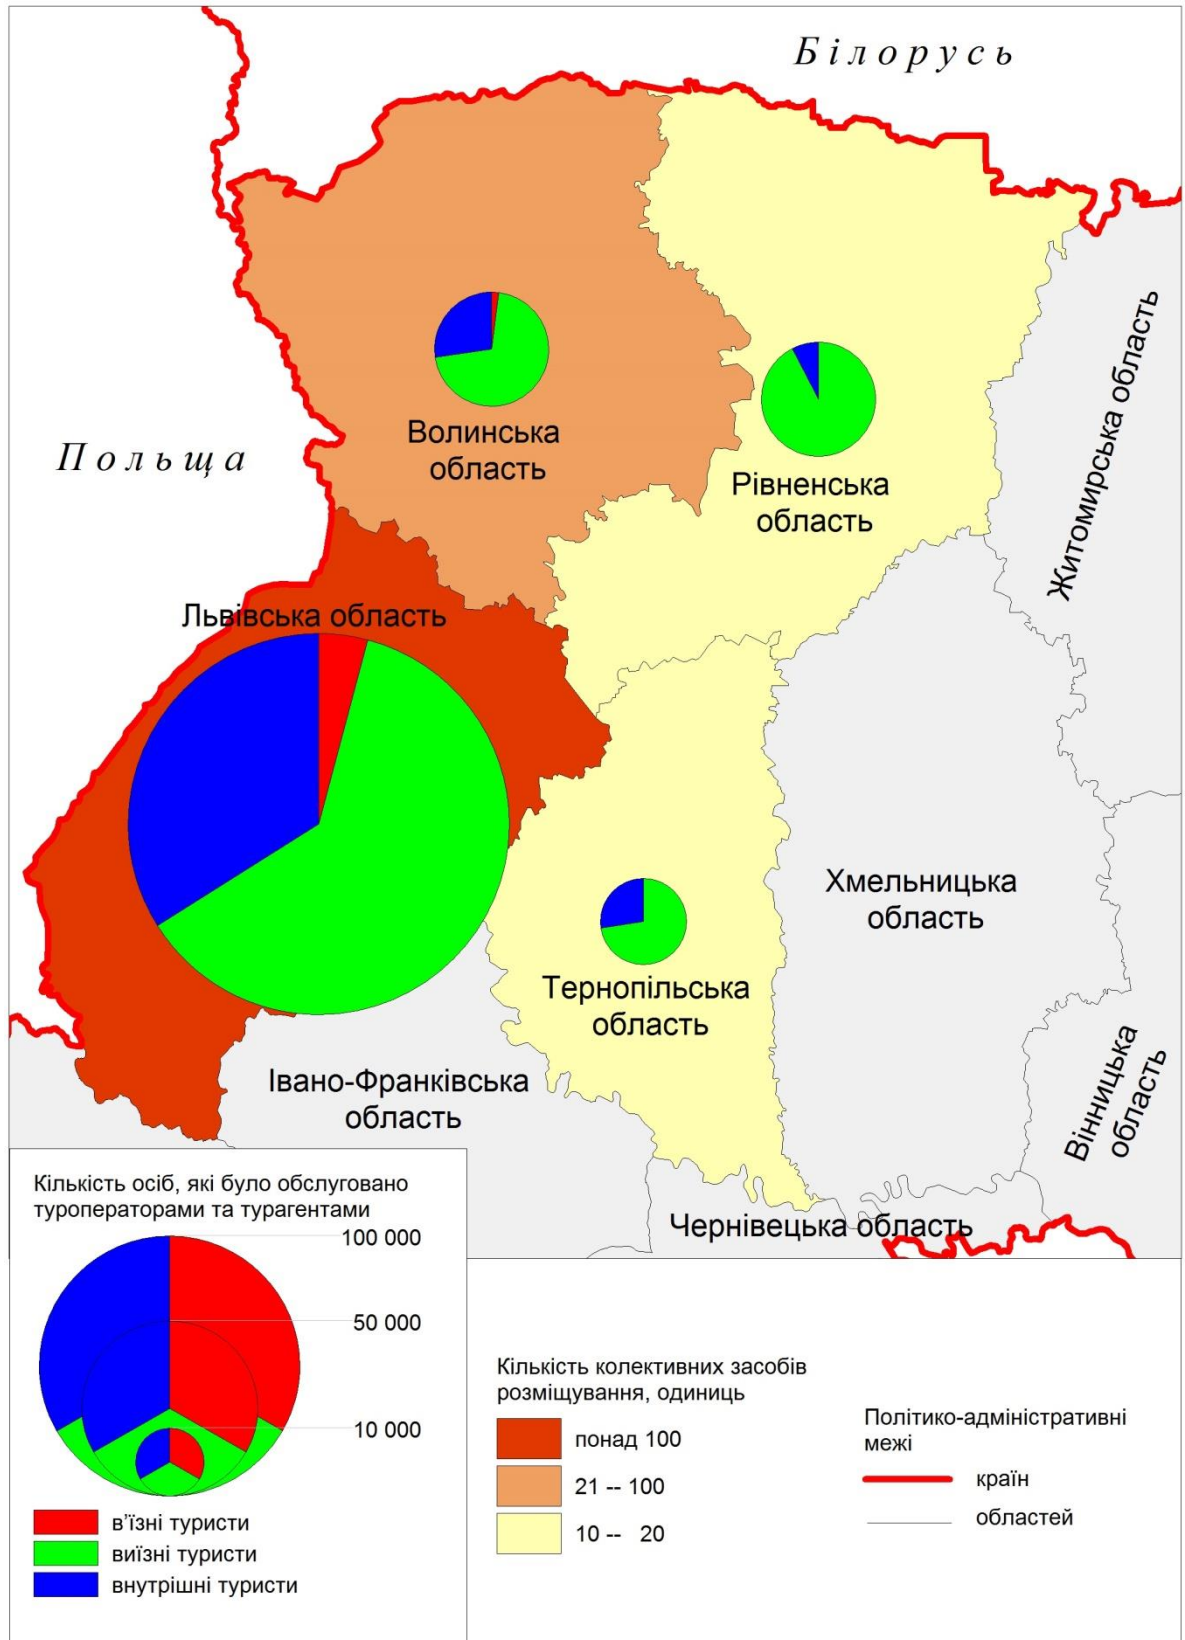 Білорусь
Польща
Волинська
область
Рівненська
область
Житомирська область
Львівська область
Хмельницька
область
Тернопільська
область
Івано-Франківська
область
Вінницька
область
Чернівецька область
Кількість осіб, які було обслуговано
туроператорами та турагентами
100 000
50 000
10 000
в'їзні туристи
виїзні туристи
внутрішні туристи
Кількість колективних засобів
розміщування, одиниць
понад 100
21 -- 100
10 -- 20
Політико-адміністративні
межі
країн
областей